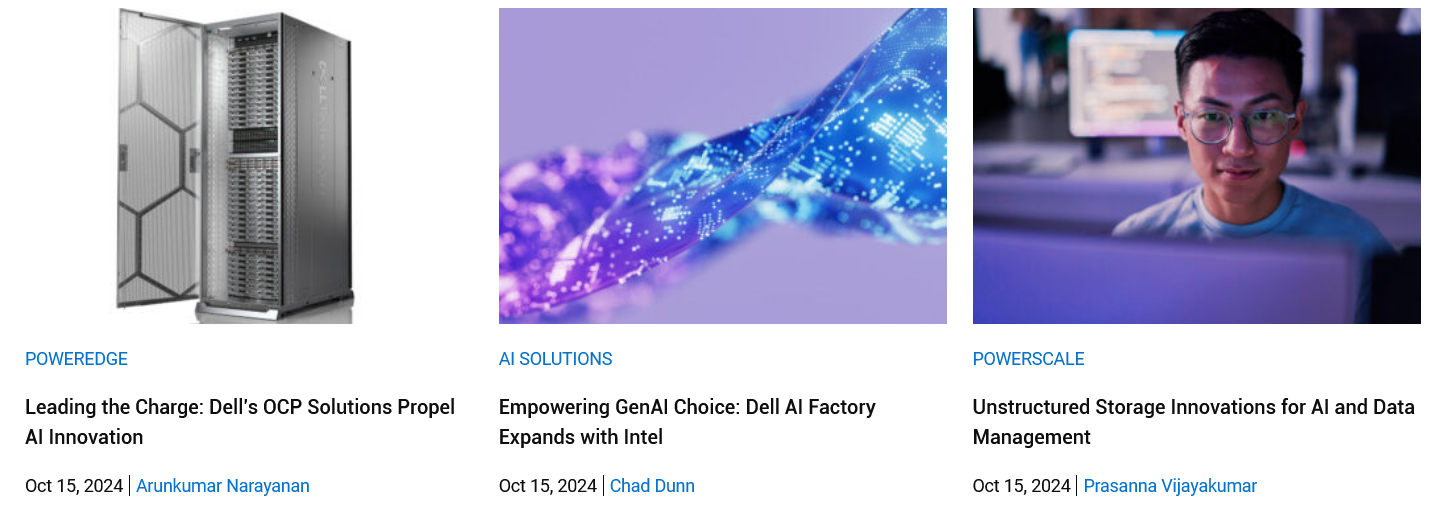 POWEREDGE
Leading the Charge: Dell's OCP Solutions Propel
AI Innovation
Oct 15, 2024 | Arunkumar Narayanan
AI SOLUTIONS
Empowering GenAI Choice: Dell AI Factory
Expands with Intel
Oct 15, 2024 | Chad Dunn
POWERSCALE
Unstructured Storage Innovations for AI and Data
Management
Oct 15, 2024 | Prasanna Vijayakumar